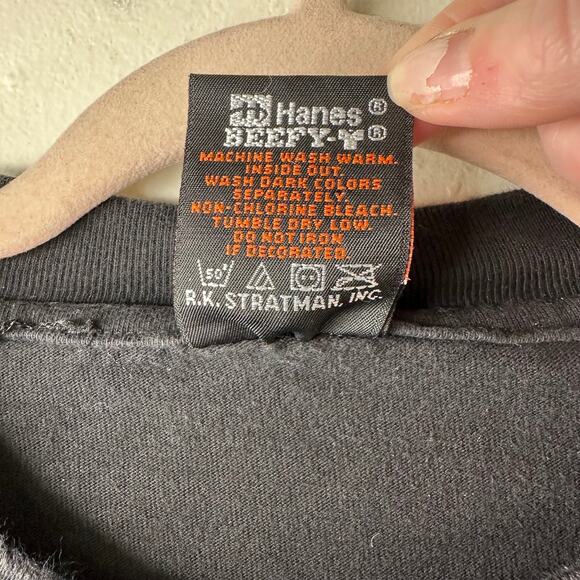 Hanes®
BEEFY-T®
MACHINE WASH WARM.
INSIDE OUT.
WASH DARK COLORS
SEPARATELY.
NON-CHLORINE BLEACH.
TUMBLE DRY LOW.
DO NOT IRON
IF DECORATED.
50°
R.K. STRATMAN, INC.